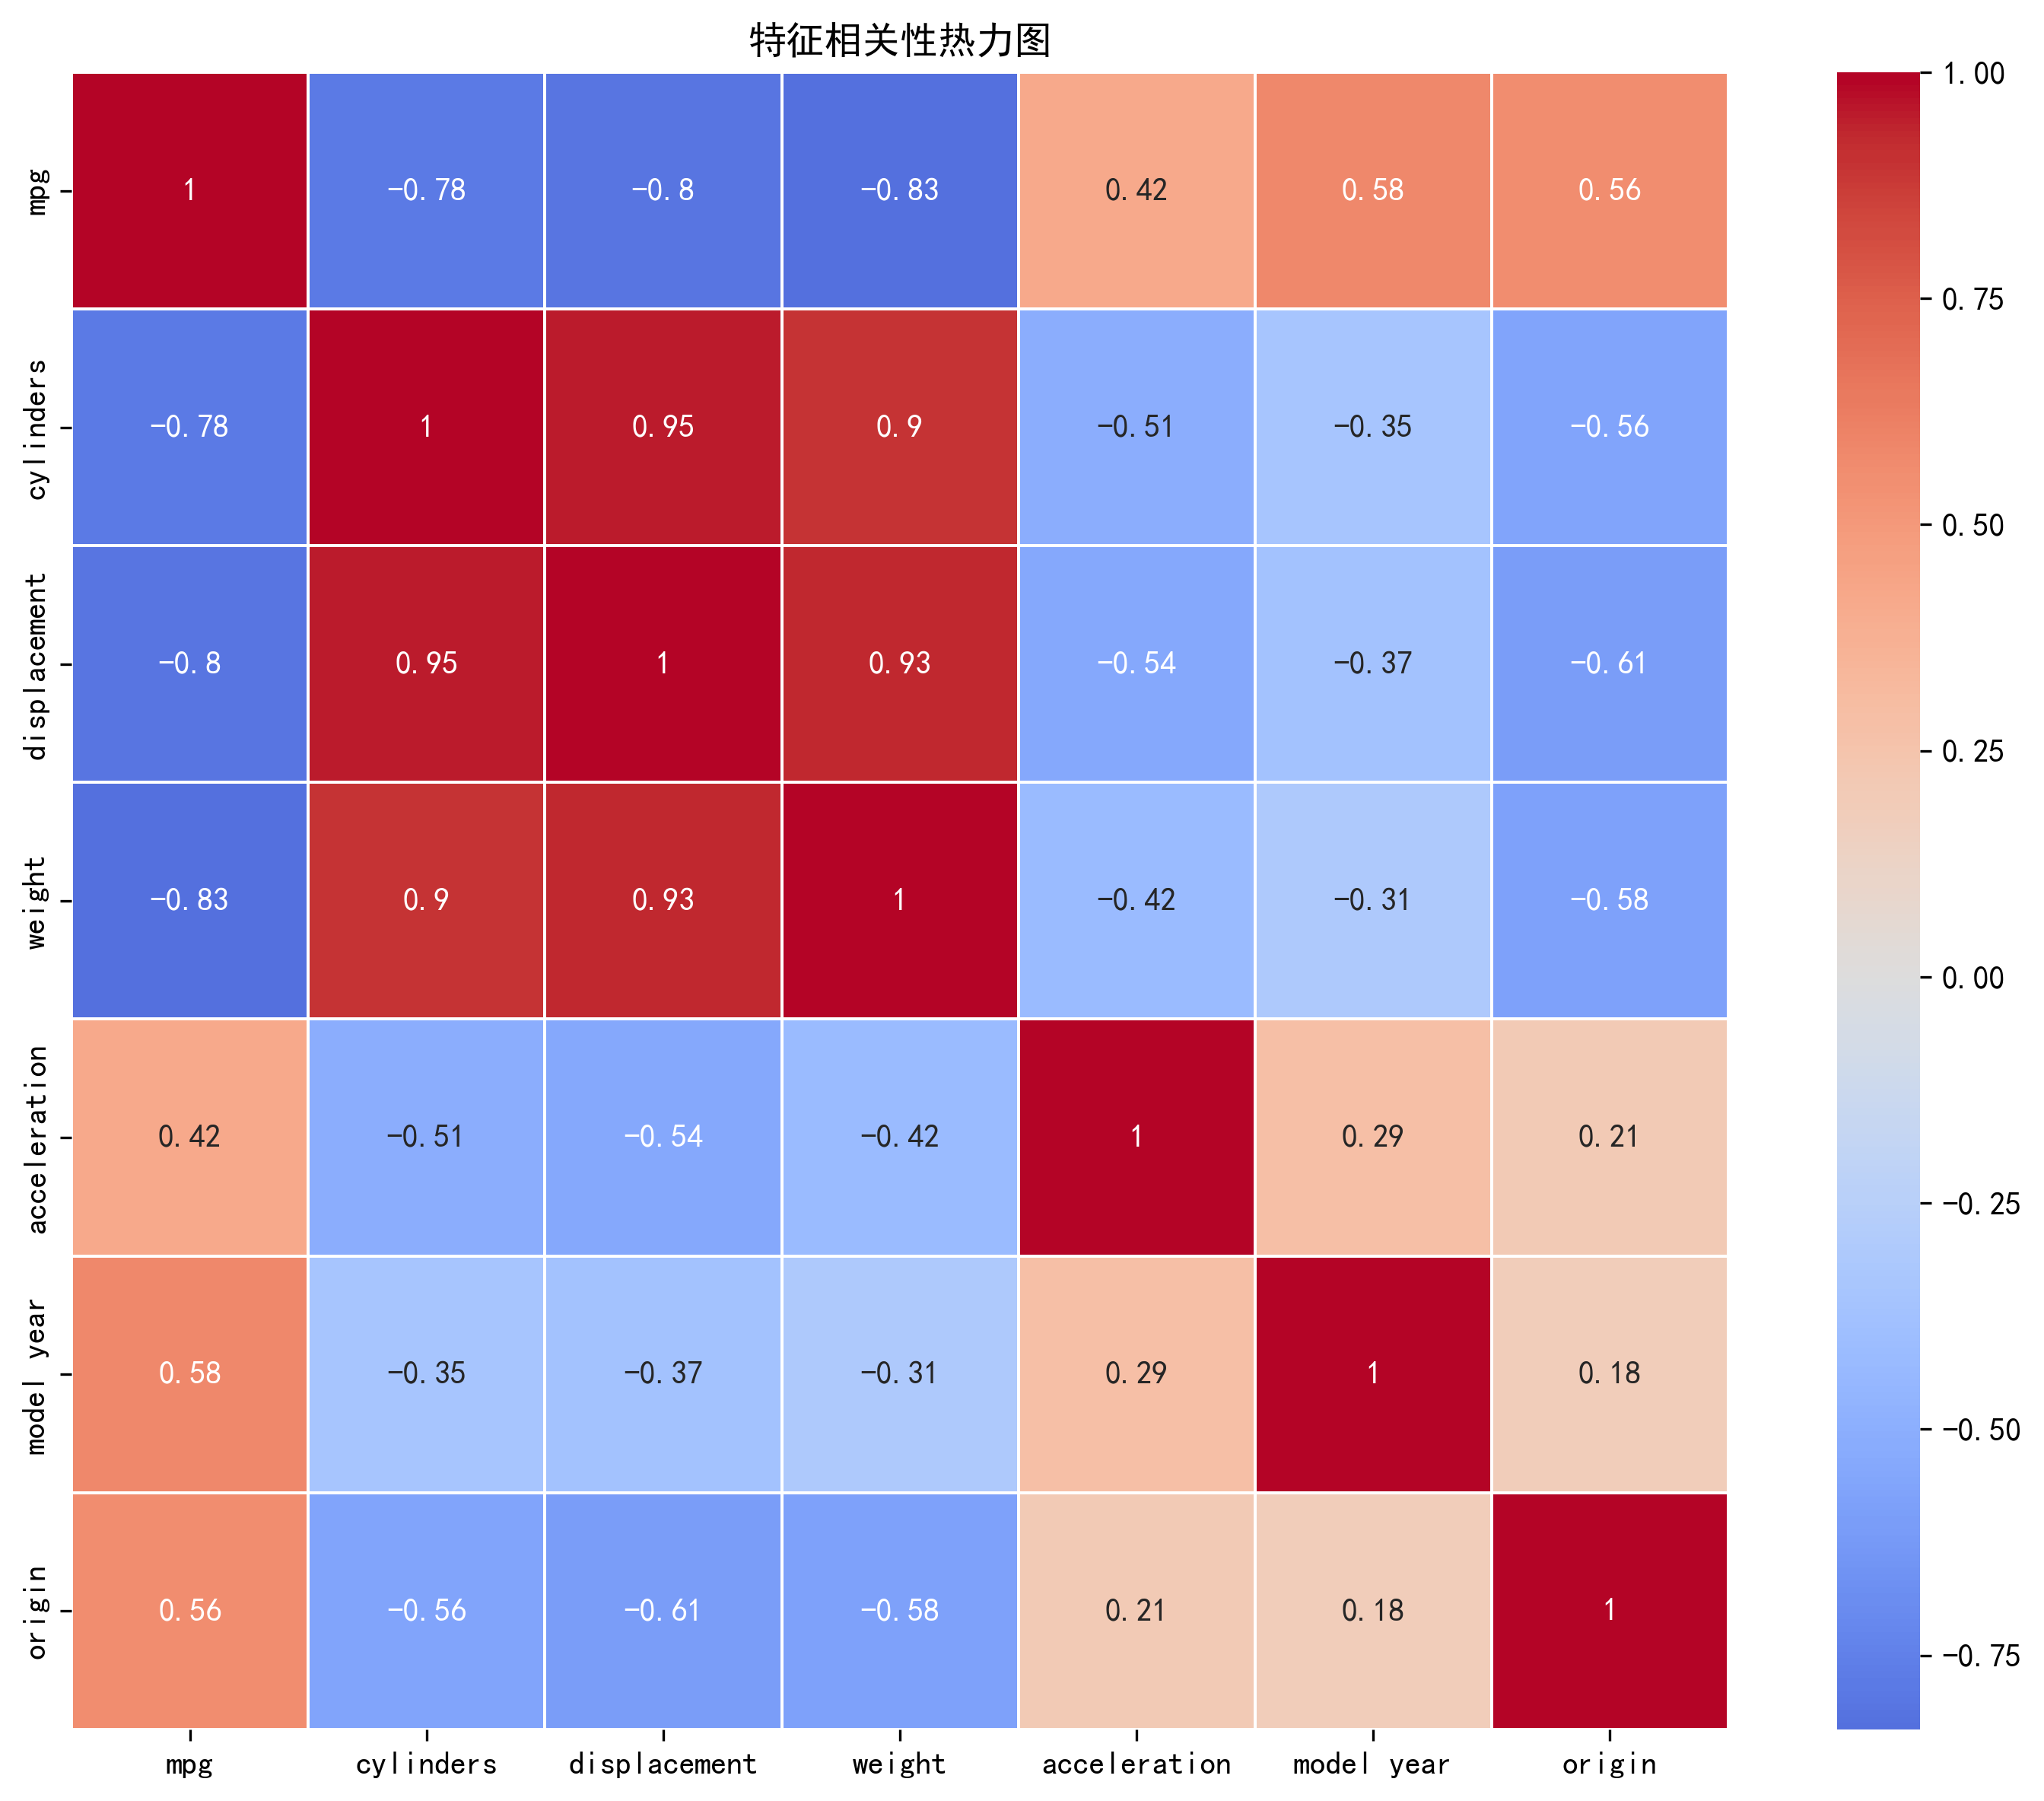 特征相关性热力图
mpg 1 −0.78 −0.8 −0.83 0.42 0.58 0.56
cylinders −0.78 1 0.95 0.9 −0.51 −0.35 −0.56
displacement −0.8 0.95 1 0.93 −0.54 −0.37 −0.61
weight −0.83 0.9 0.93 1 −0.42 −0.31 −0.58
acceleration 0.42 −0.51 −0.54 −0.42 1 0.29 0.21
model year 0.58 −0.35 −0.37 −0.31 0.29 1 0.18
origin 0.56 −0.56 −0.61 −0.58 0.21 0.18 1
mpg cylinders displacement weight acceleration model year origin
1.00
0.75
0.50
0.25
0.00
−0.25
−0.50
−0.75